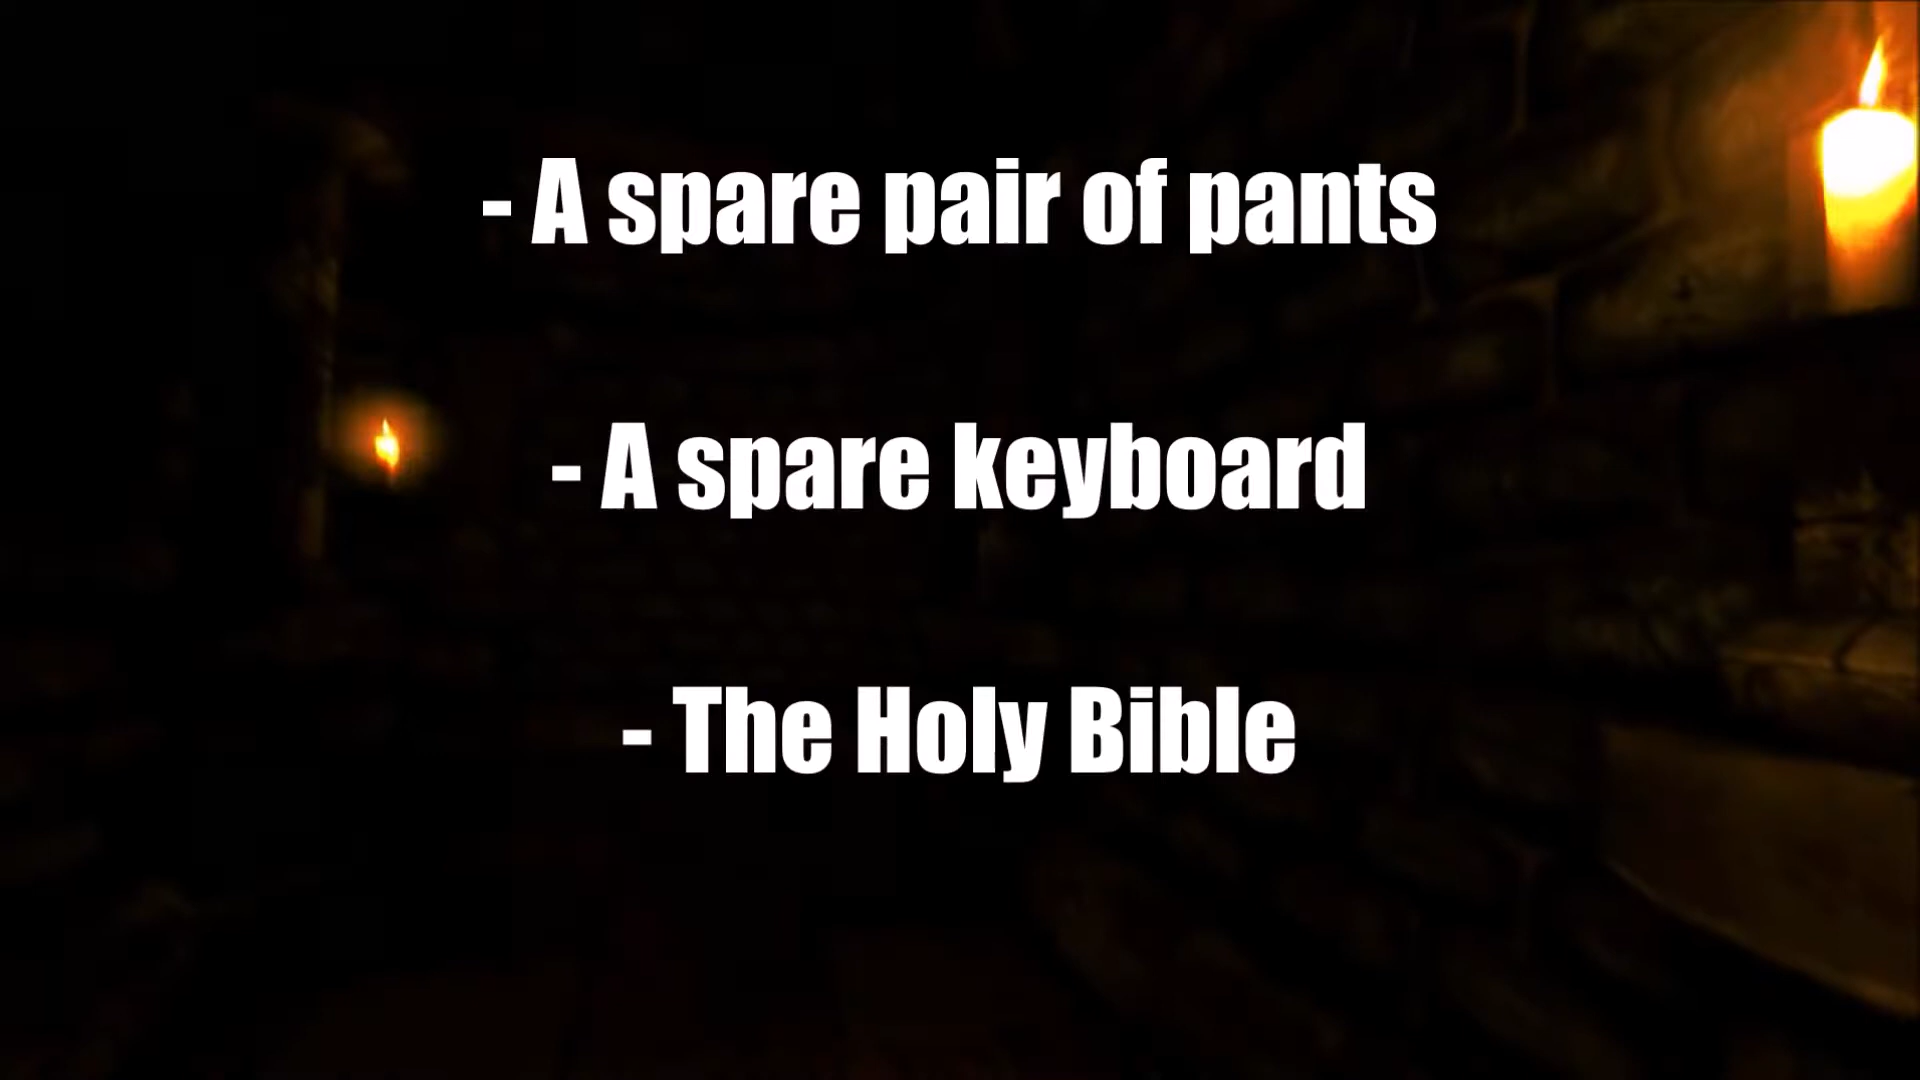 - A spare pair of pants
- A spare keyboard
- The Holy Bible